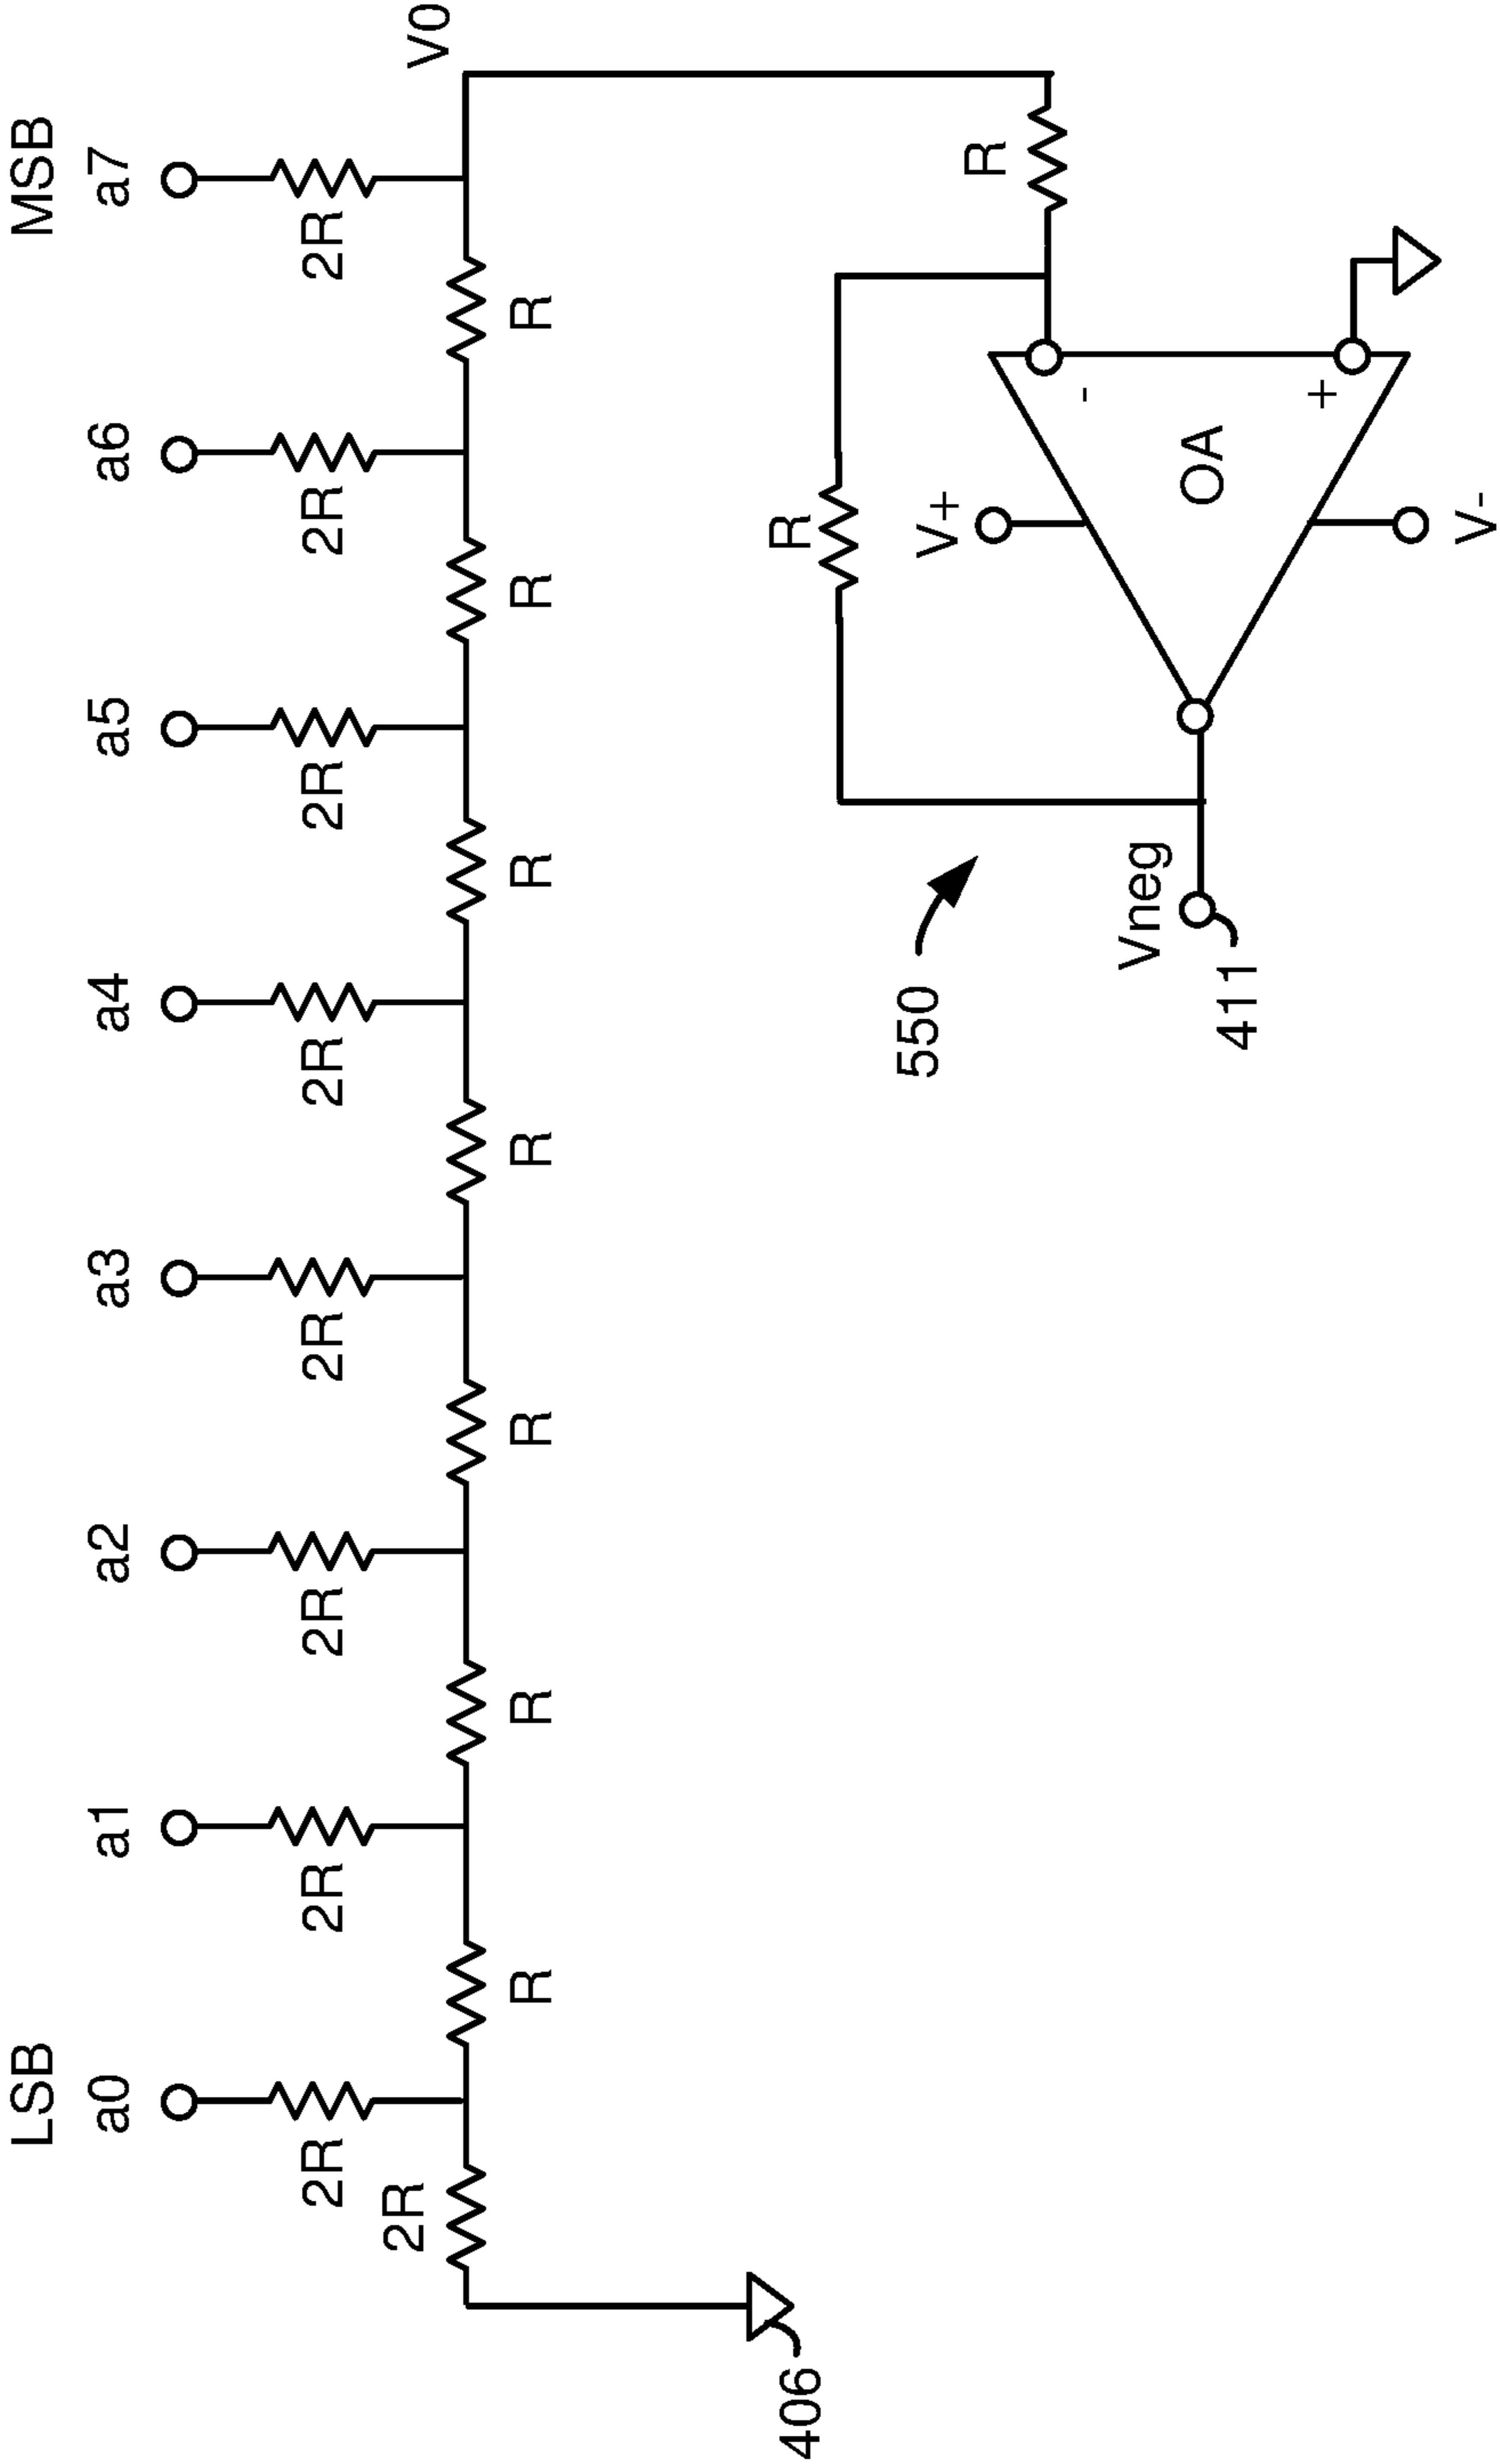 LSB MSB
a0 a1 a2 a3 a4 a5 a6 a7
2R 2R 2R 2R 2R 2R 2R 2R
2R
V0
R R R R R R R
406
R
R
550
V+
Vneg
-
OA
+
411
V-